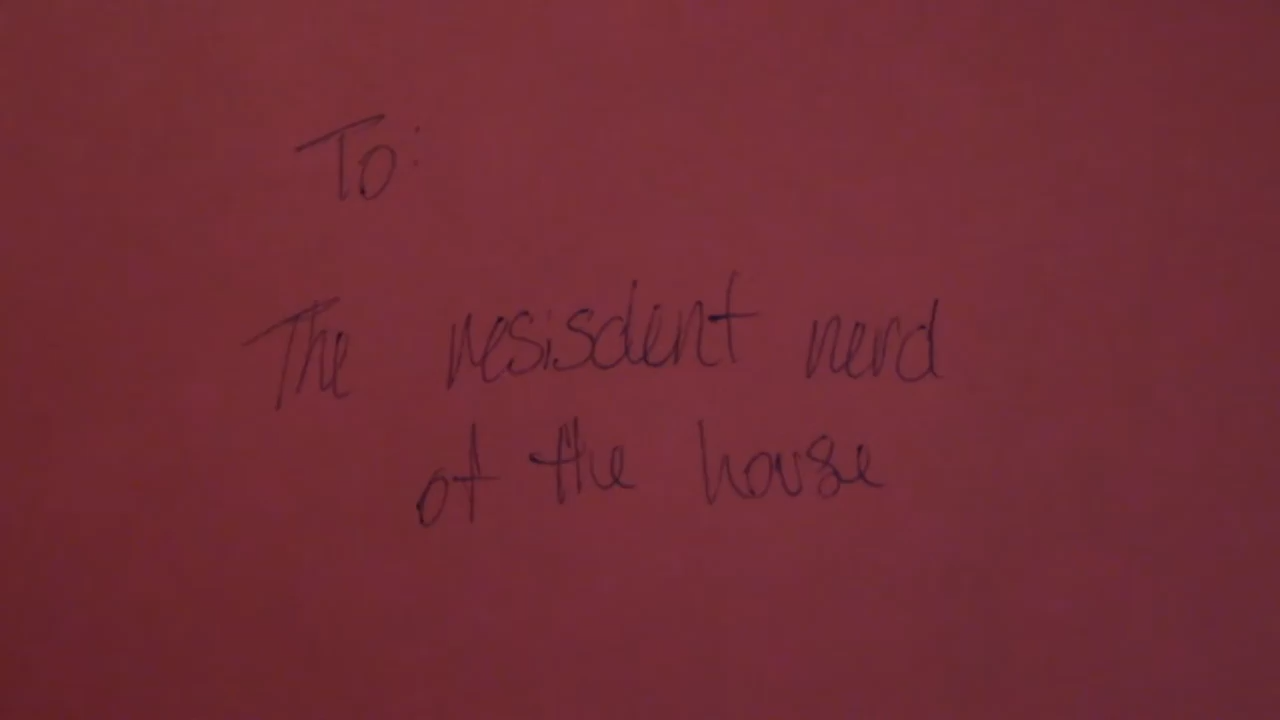 To:
The resisdent nerd
of the house